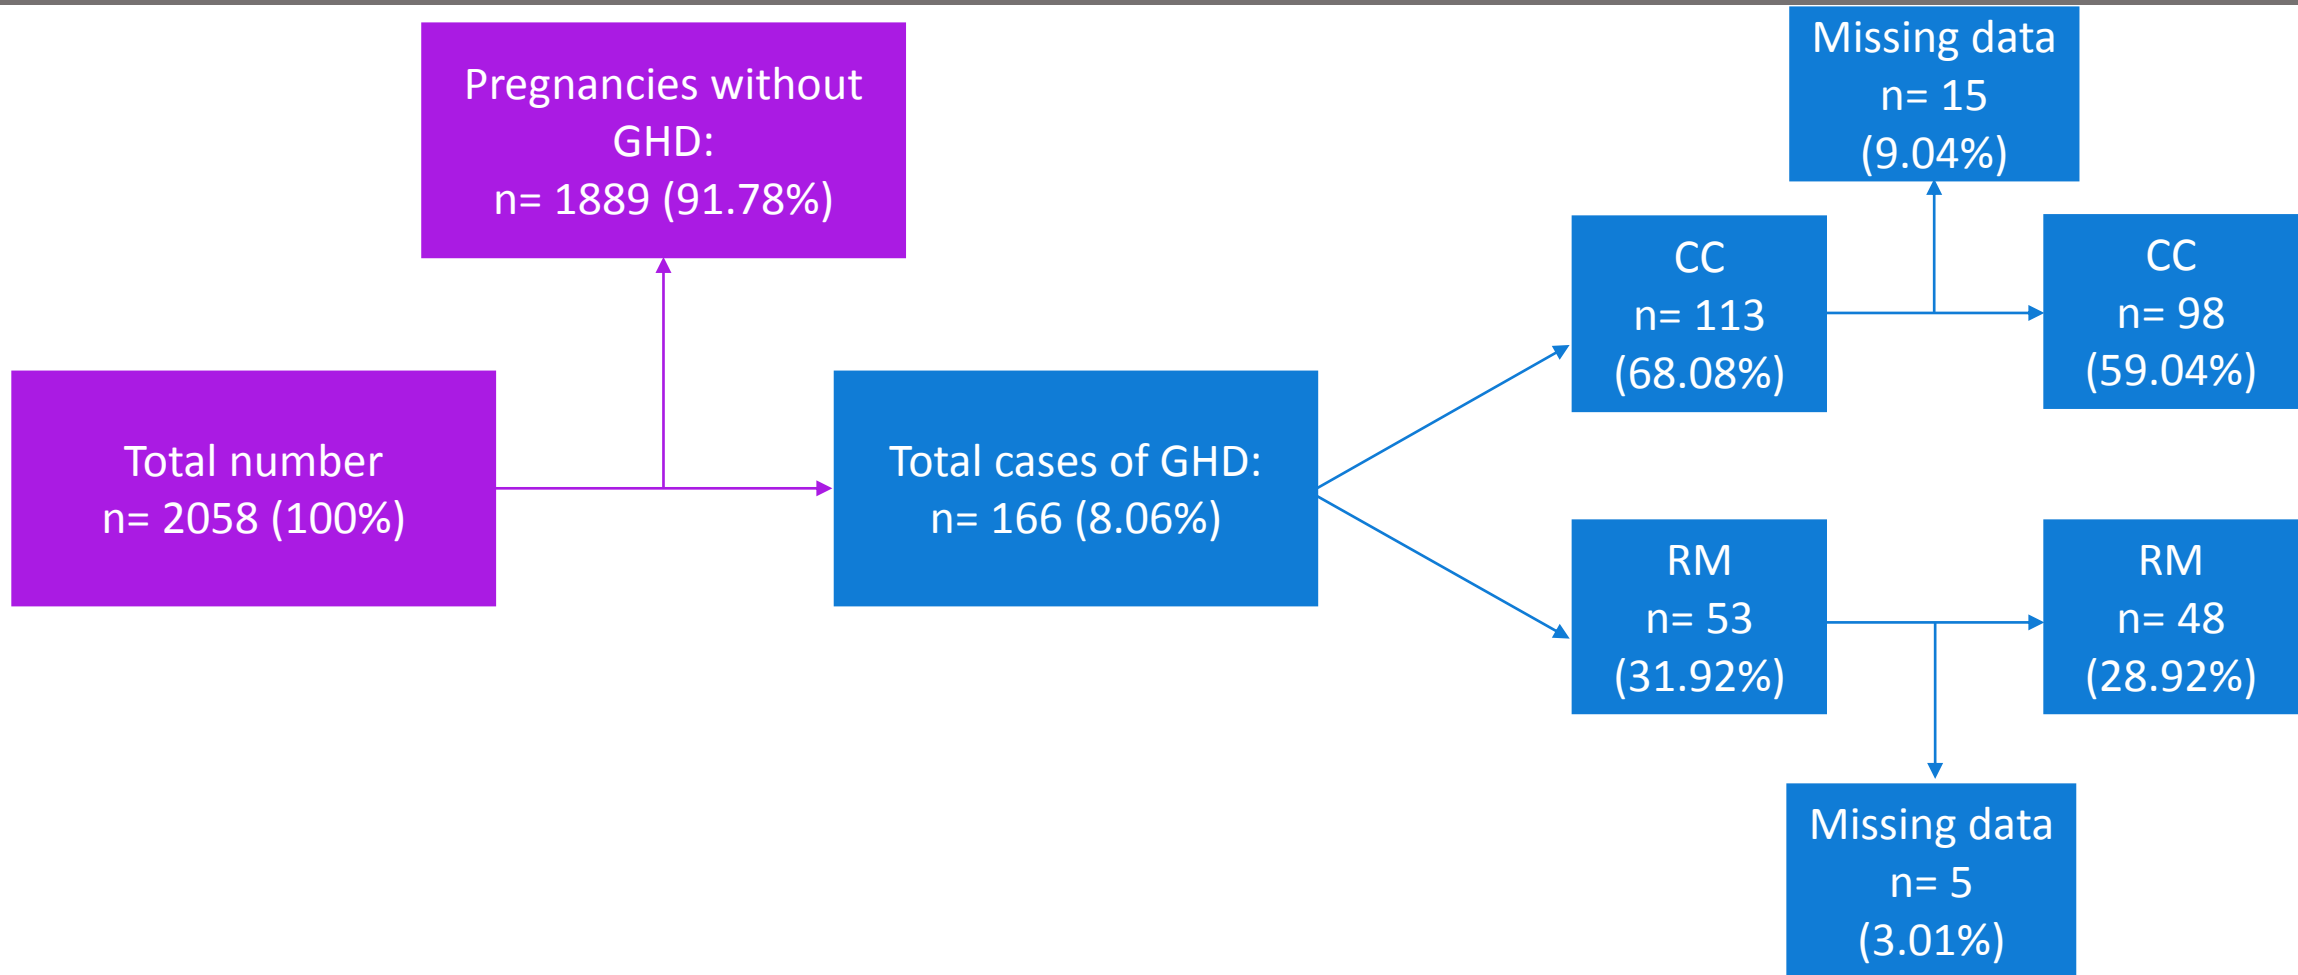 Pregnancies without
GHD:
n= 1889 (91.78%)
Total number
n= 2058 (100%)
Total cases of GHD:
n= 166 (8.06%)
Missing data
n= 15
(9.04%)
CC
n= 113
(68.08%)
CC
n= 98
(59.04%)
RM
n= 53
(31.92%)
RM
n= 48
(28.92%)
Missing data
n= 5
(3.01%)